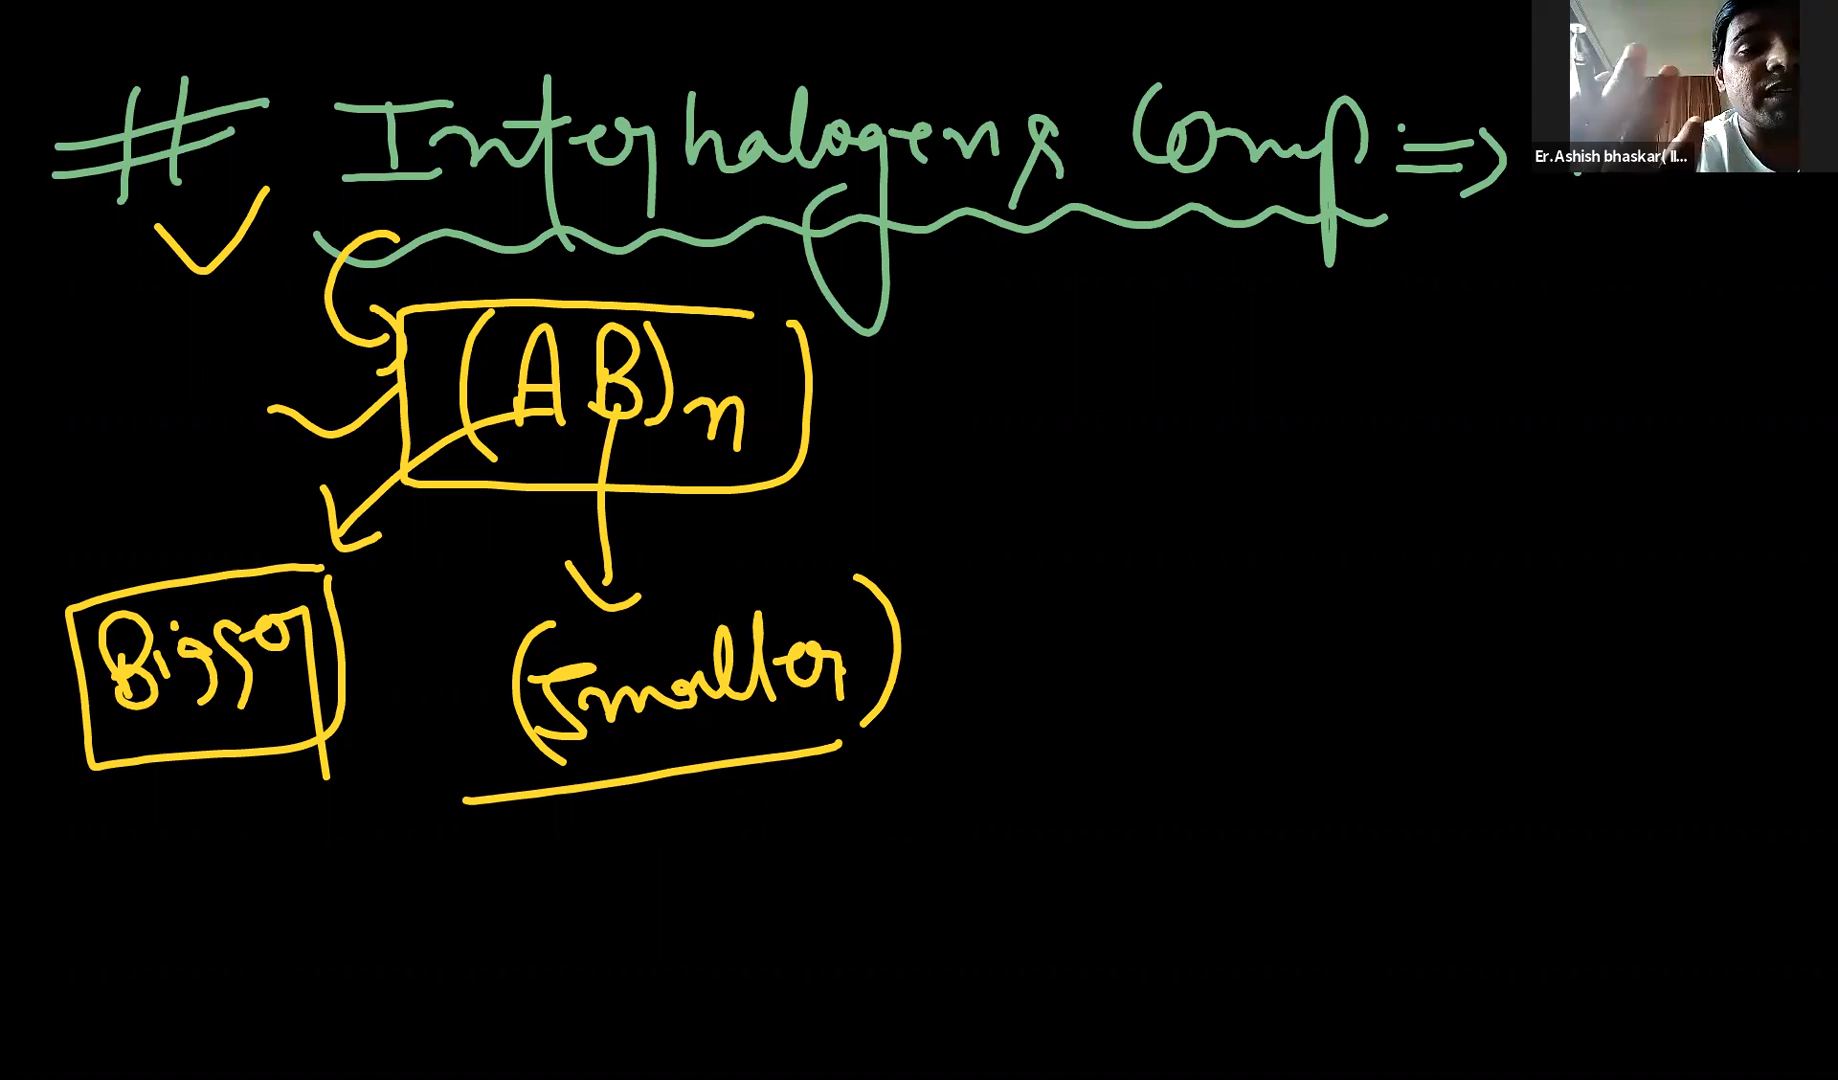 # Interhalogens Comp ⇒
Er.Ashish bhaskar( II...
(AB)n
Bigger
(Smaller)